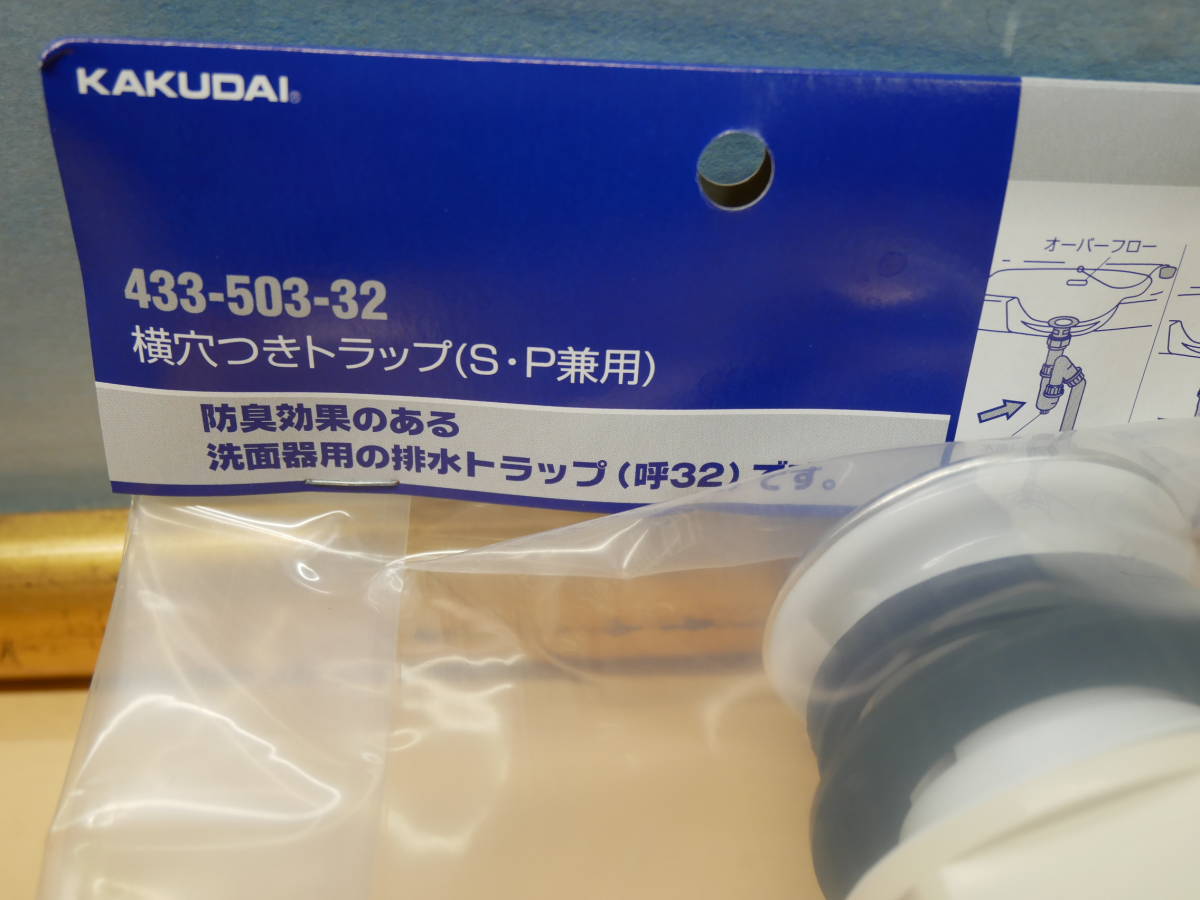 KAKUDAI®
433-503-32
横穴つきトラップ(S・P兼用)
防臭効果のある
洗面器用の排水トラップ(呼32)です。
オーバーフロー